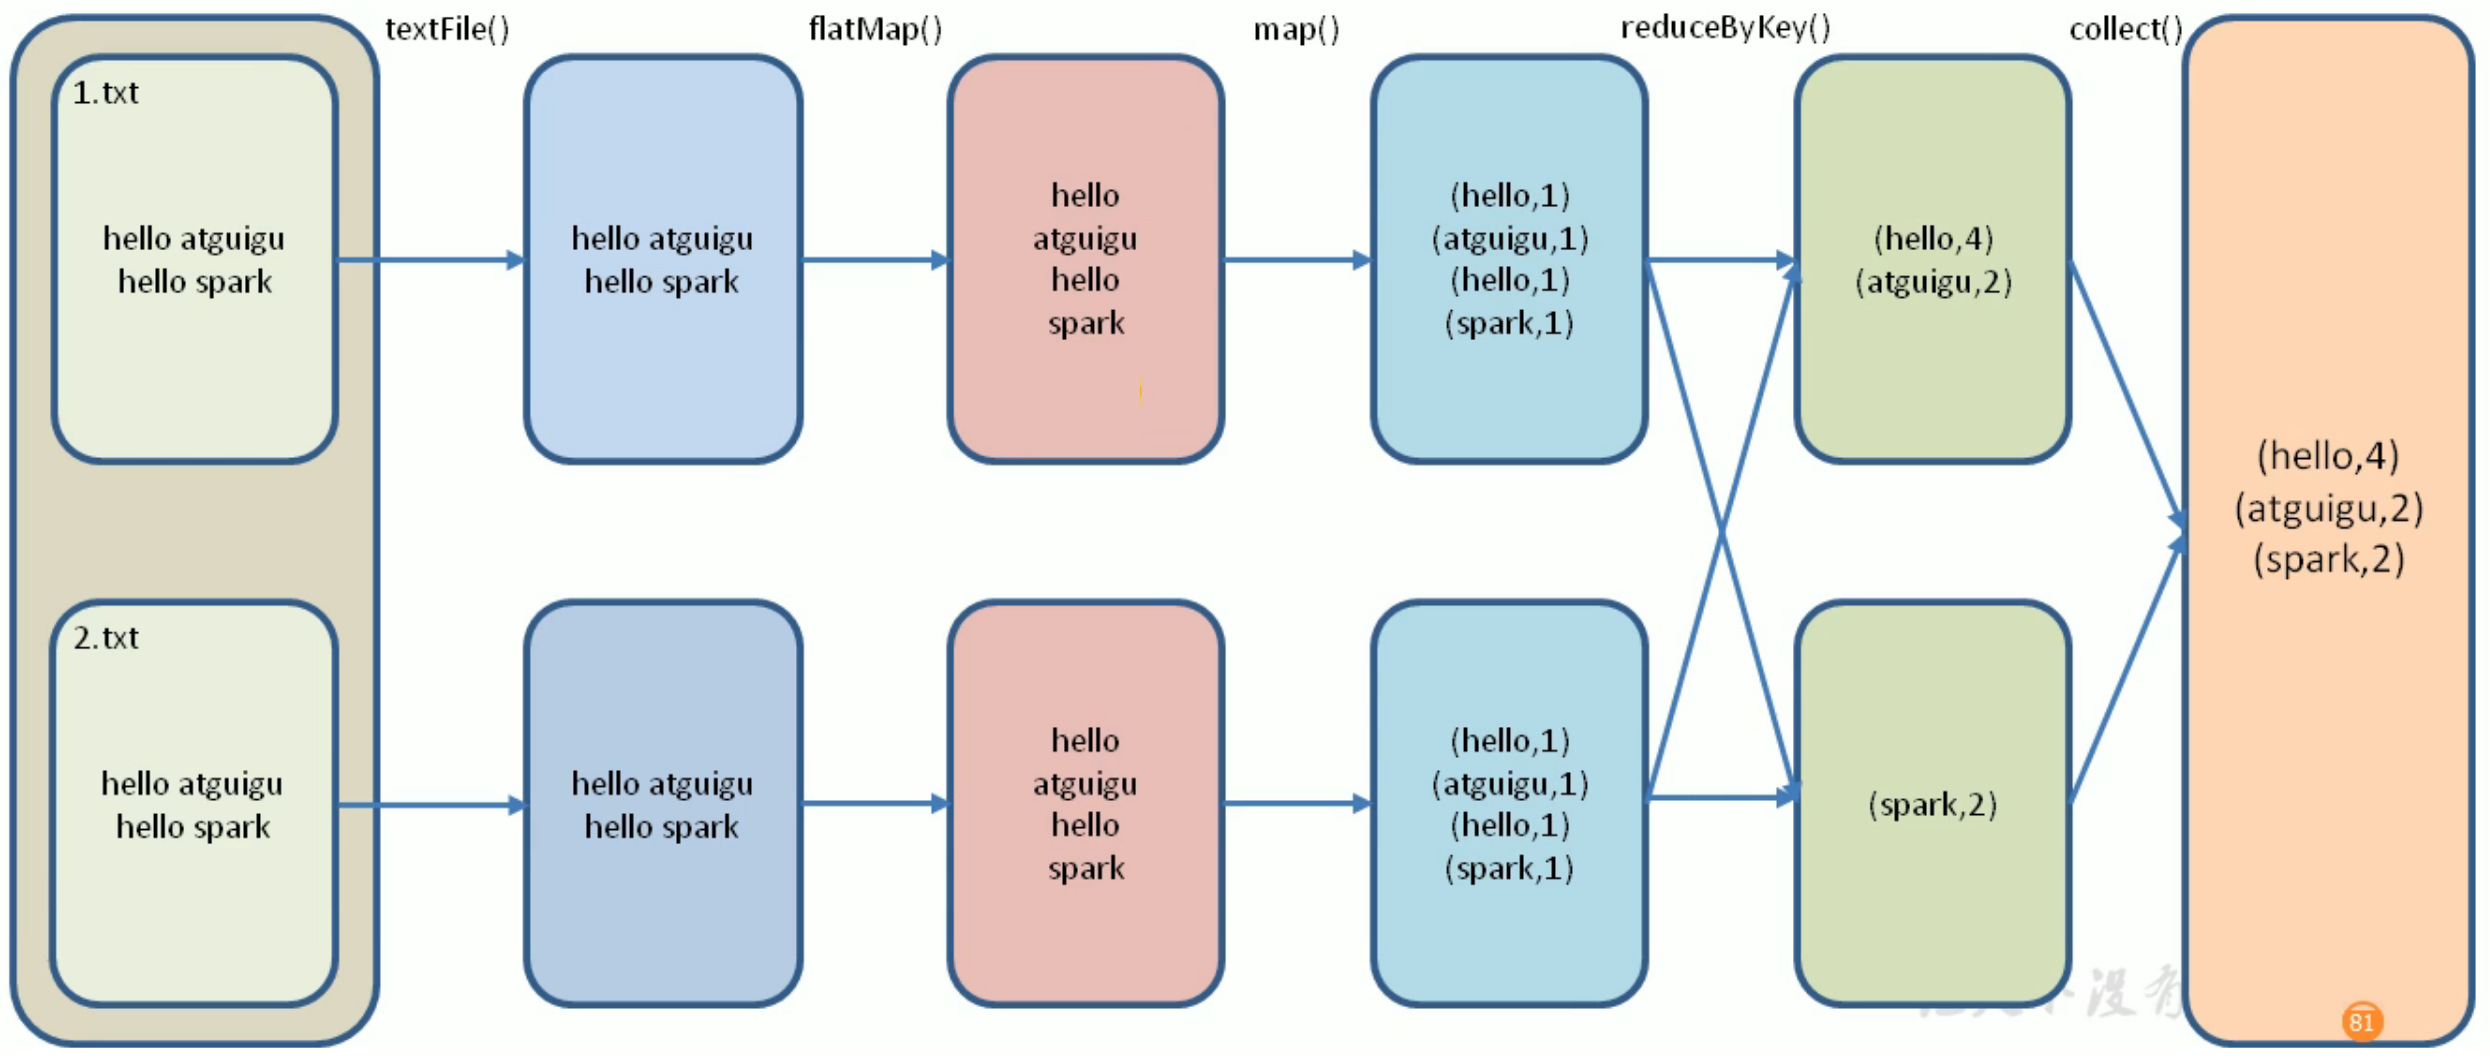 textFile()
flatMap()
map()
reduceByKey()
collect()
1.txt
hello atguigu
hello spark
hello atguigu
hello spark
hello
atguigu
hello
spark
(hello,1)
(atguigu,1)
(hello,1)
(spark,1)
(hello,4)
(atguigu,2)
(hello,4)
(atguigu,2)
(spark,2)
2.txt
hello atguigu
hello spark
hello atguigu
hello spark
hello
atguigu
hello
spark
(hello,1)
(atguigu,1)
(hello,1)
(spark,1)
(spark,2)
没有
81